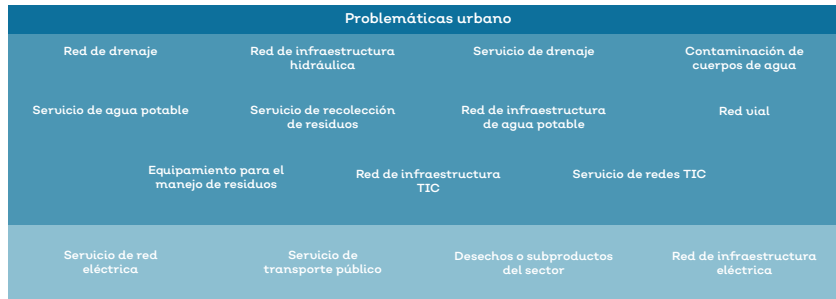 Problemáticas urbano
Red de drenaje
Red de infraestructura
hidráulica
Servicio de drenaje
Contaminación de
cuerpos de agua
Servicio de agua potable
Servicio de recolección
de residuos
Red de infraestructura
de agua potable
Red vial
Equipamiento para el
manejo de residuos
Red de infraestructura
TIC
Servicio de redes TIC
Servicio de red
eléctrica
Servicio de
transporte público
Desechos o subproductos
del sector
Red de infraestructura
eléctrica